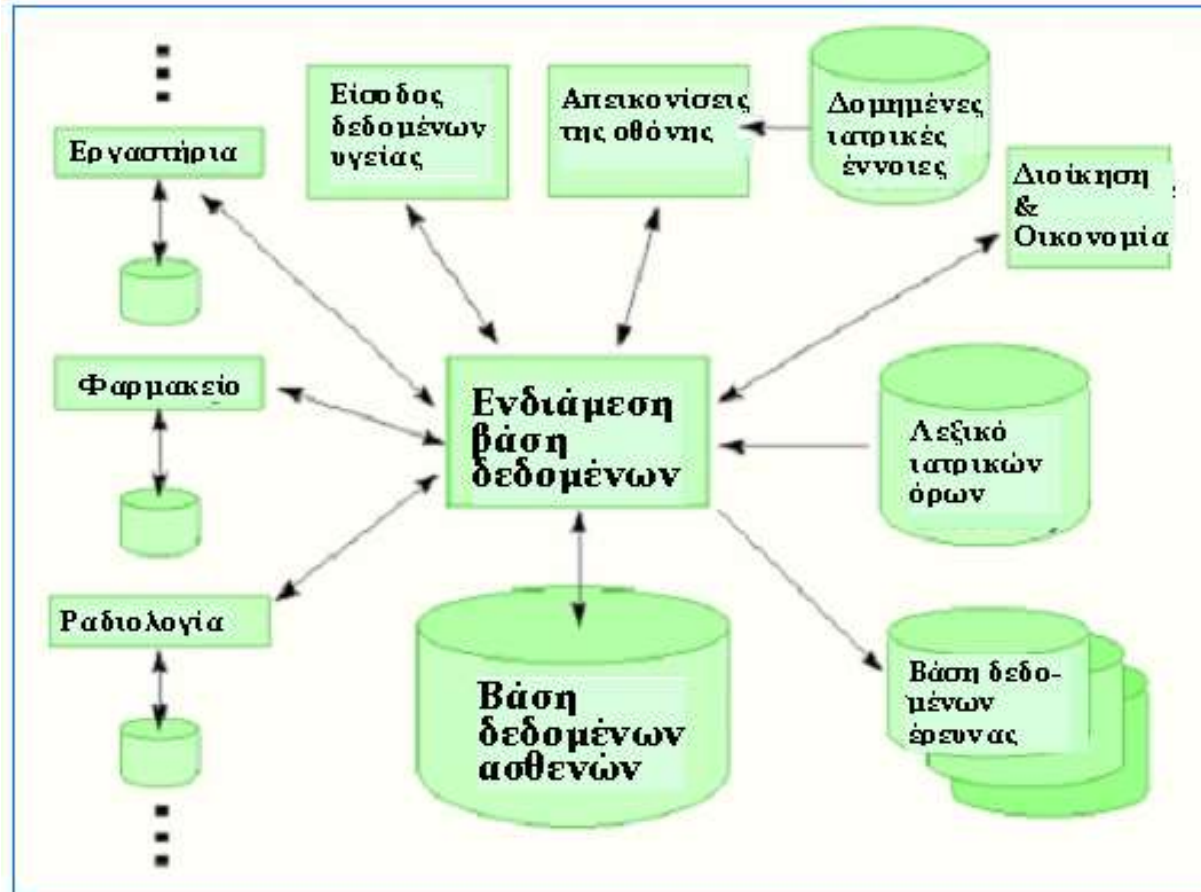 Εργαστήρια
Είσοδος
δεδομένων
υγείας
Απεικονίσεις
της οθόνης
Δομημένες
ιατρικές
έννοιες
Διοίκηση
&
Οικονομία
Φαρμακείο
Ενδιάμεση
βάση
δεδομένων
Λεξικό
ιατρικών
όρων
Ραδιολογία
Βάση
δεδομένων
ασθενών
Βάση δεδο-
μένων
έρευνας